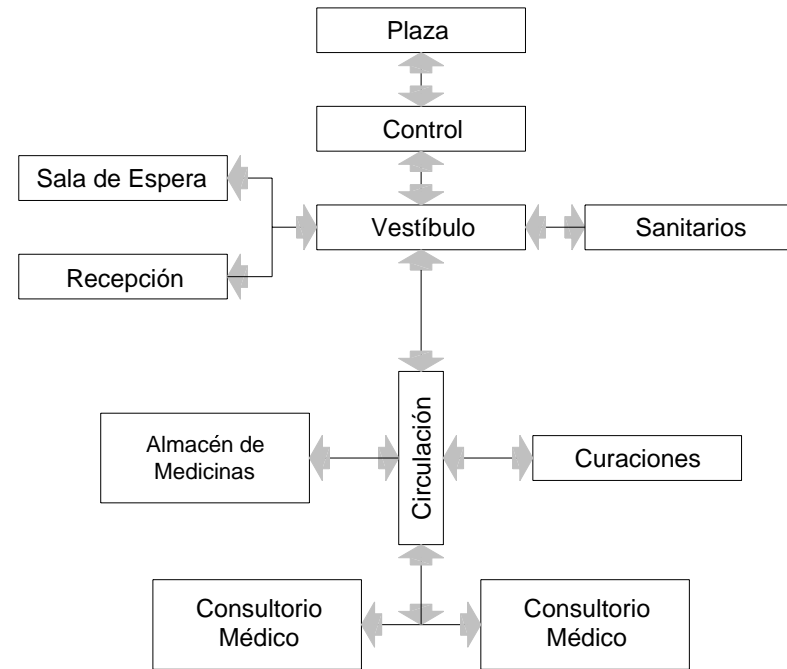 Plaza
Control
Sala de Espera
Vestíbulo
Sanitarios
Recepción
Circulación
Almacén de
Medicinas
Curaciones
Consultorio
Médico
Consultorio
Médico